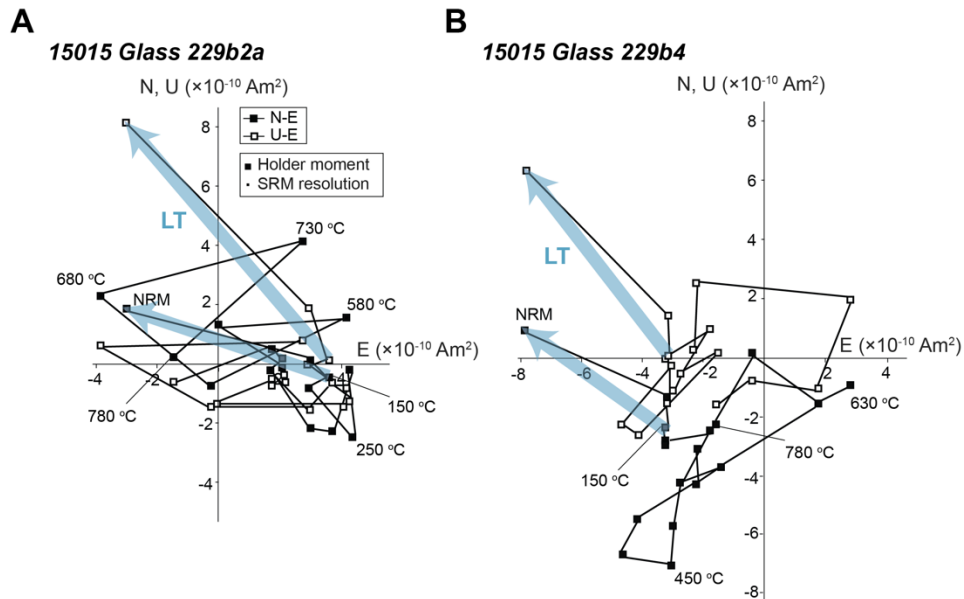 A
15015 Glass 229b2a
N, U (×10⁻¹⁰ Am²)
N-E
U-E
Holder moment
SRM resolution
8
6
4
2
-4
-2
4
-2
-4
LT
730 °C
680 °C
NRM
580 °C
E (×10⁻¹⁰ Am²)
780 °C
150 °C
250 °C
B
15015 Glass 229b4
N, U (×10⁻¹⁰ Am²)
8
6
4
2
LT
NRM
E (×10⁻¹⁰ Am²)
-8
-6
-2
2
-2
-4
-6
-8
630 °C
150 °C
780 °C
450 °C